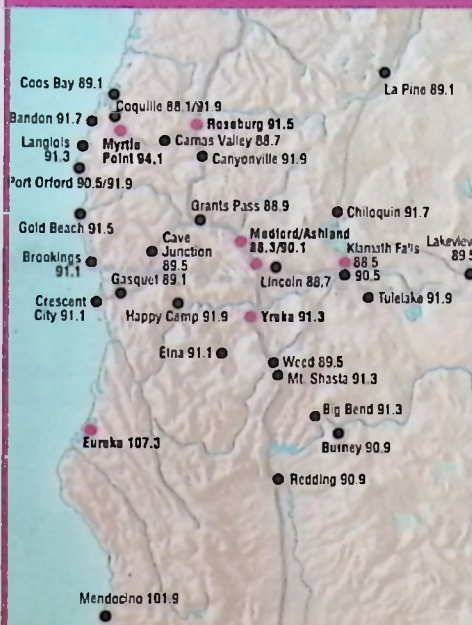 Coos Bay 89.1
La Pine 89.1
Coquille 88.1/91.9
Bandon 91.7
Roseburg 91.5
Langlois
91.3
Myrtle
Point 94.1
Camas Valley 88.7
Canyonville 91.9
Port Orford 90.5/91.9
Grants Pass 88.9
Chiloquin 91.7
Gold Beach 91.5
Cave
Junction
89.5
Medford/Ashland
88.3/90.1
Klamath Falls
88.5
90.5
Lakeview
89.5
Brookings
91.1
Gasquet 89.1
Lincoln 88.7
Tulelake 91.9
Crescent
City 91.1
Happy Camp 91.9
Yreka 91.3
Etna 91.1
Weed 89.5
Mt. Shasta 91.3
Big Bend 91.3
Eureka 107.3
Burney 90.9
Redding 90.9
Mendocino 101.9